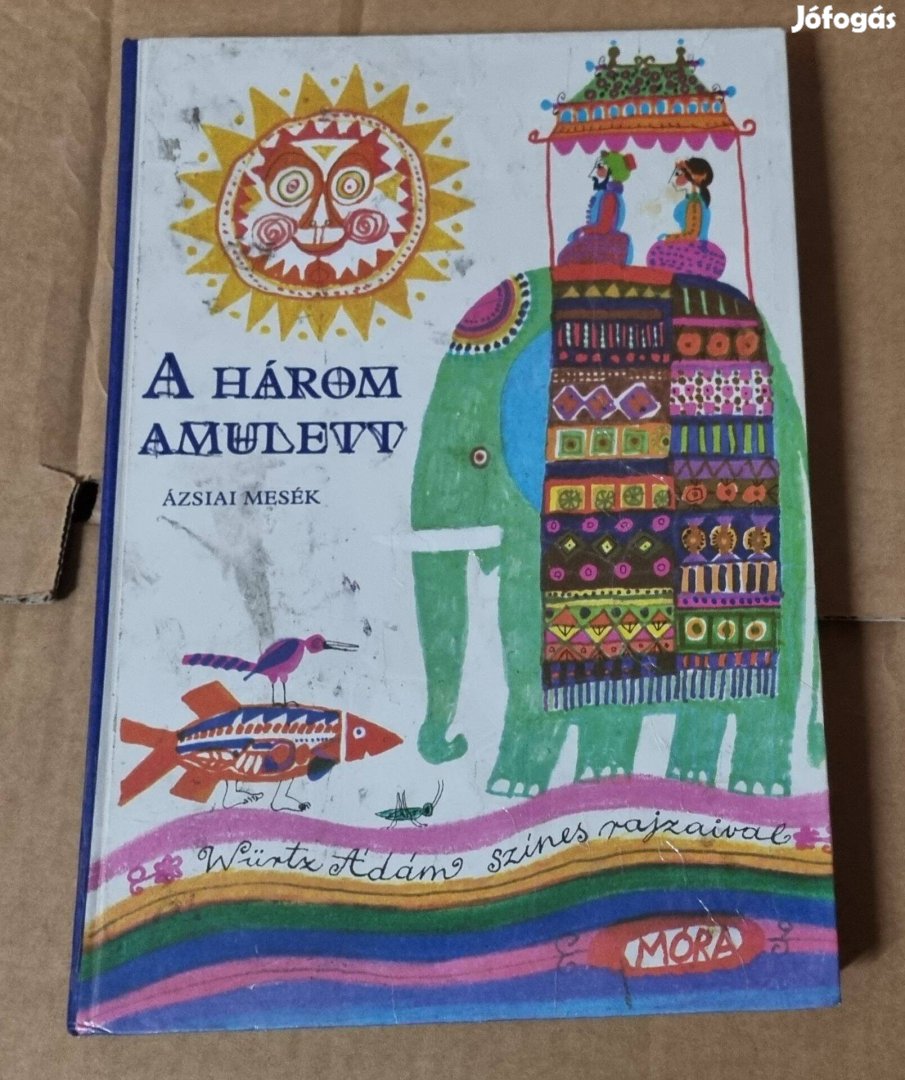 Jófogás
A HÁROM
AMULETT
ÁZSIAI MESÉK
Würtz Ádám színes rajzaival
MÓRA